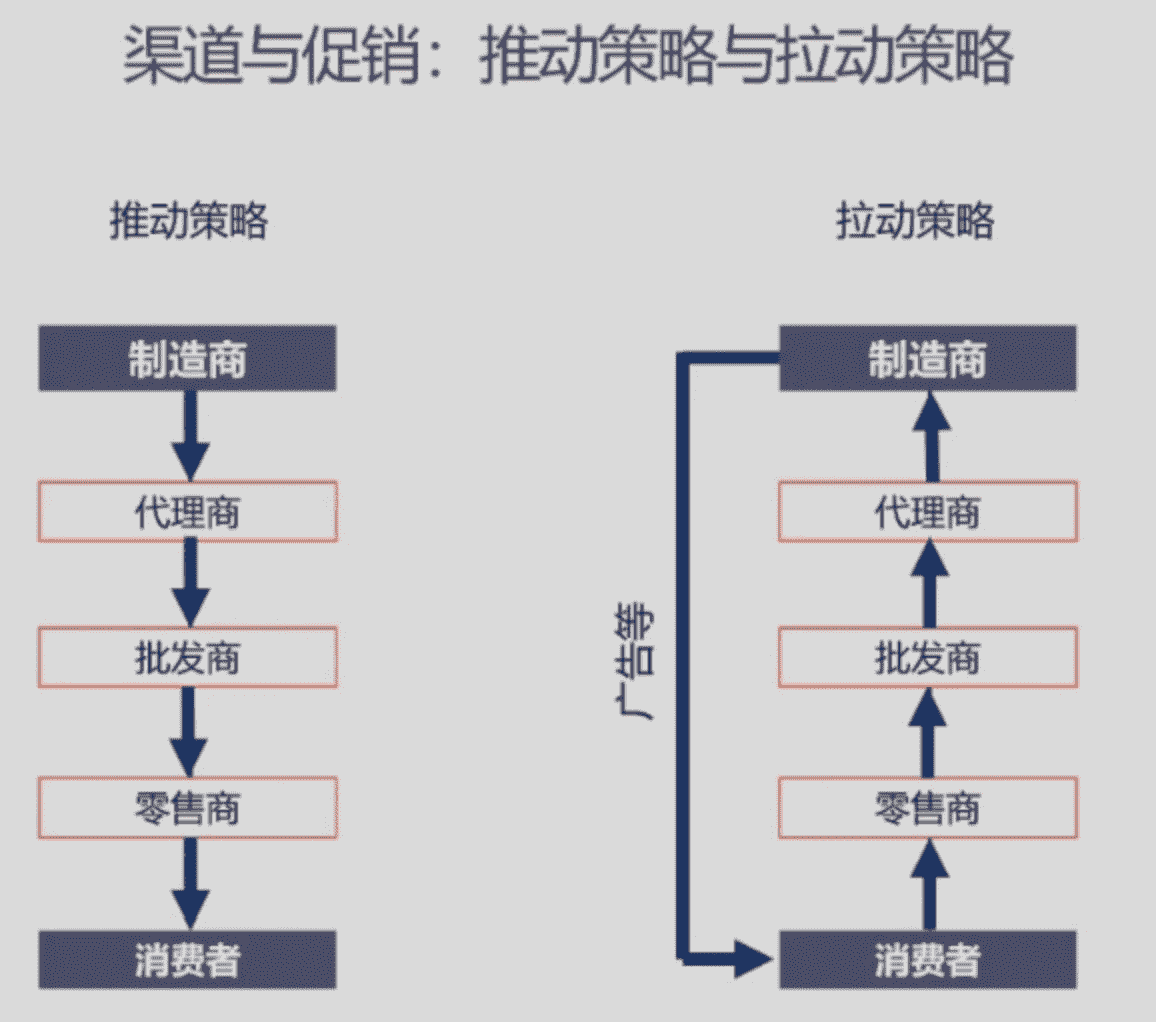 渠道与促销：推动策略与拉动策略
推动策略
制造商
代理商
批发商
零售商
消费者
拉动策略
广告等
制造商
代理商
批发商
零售商
消费者